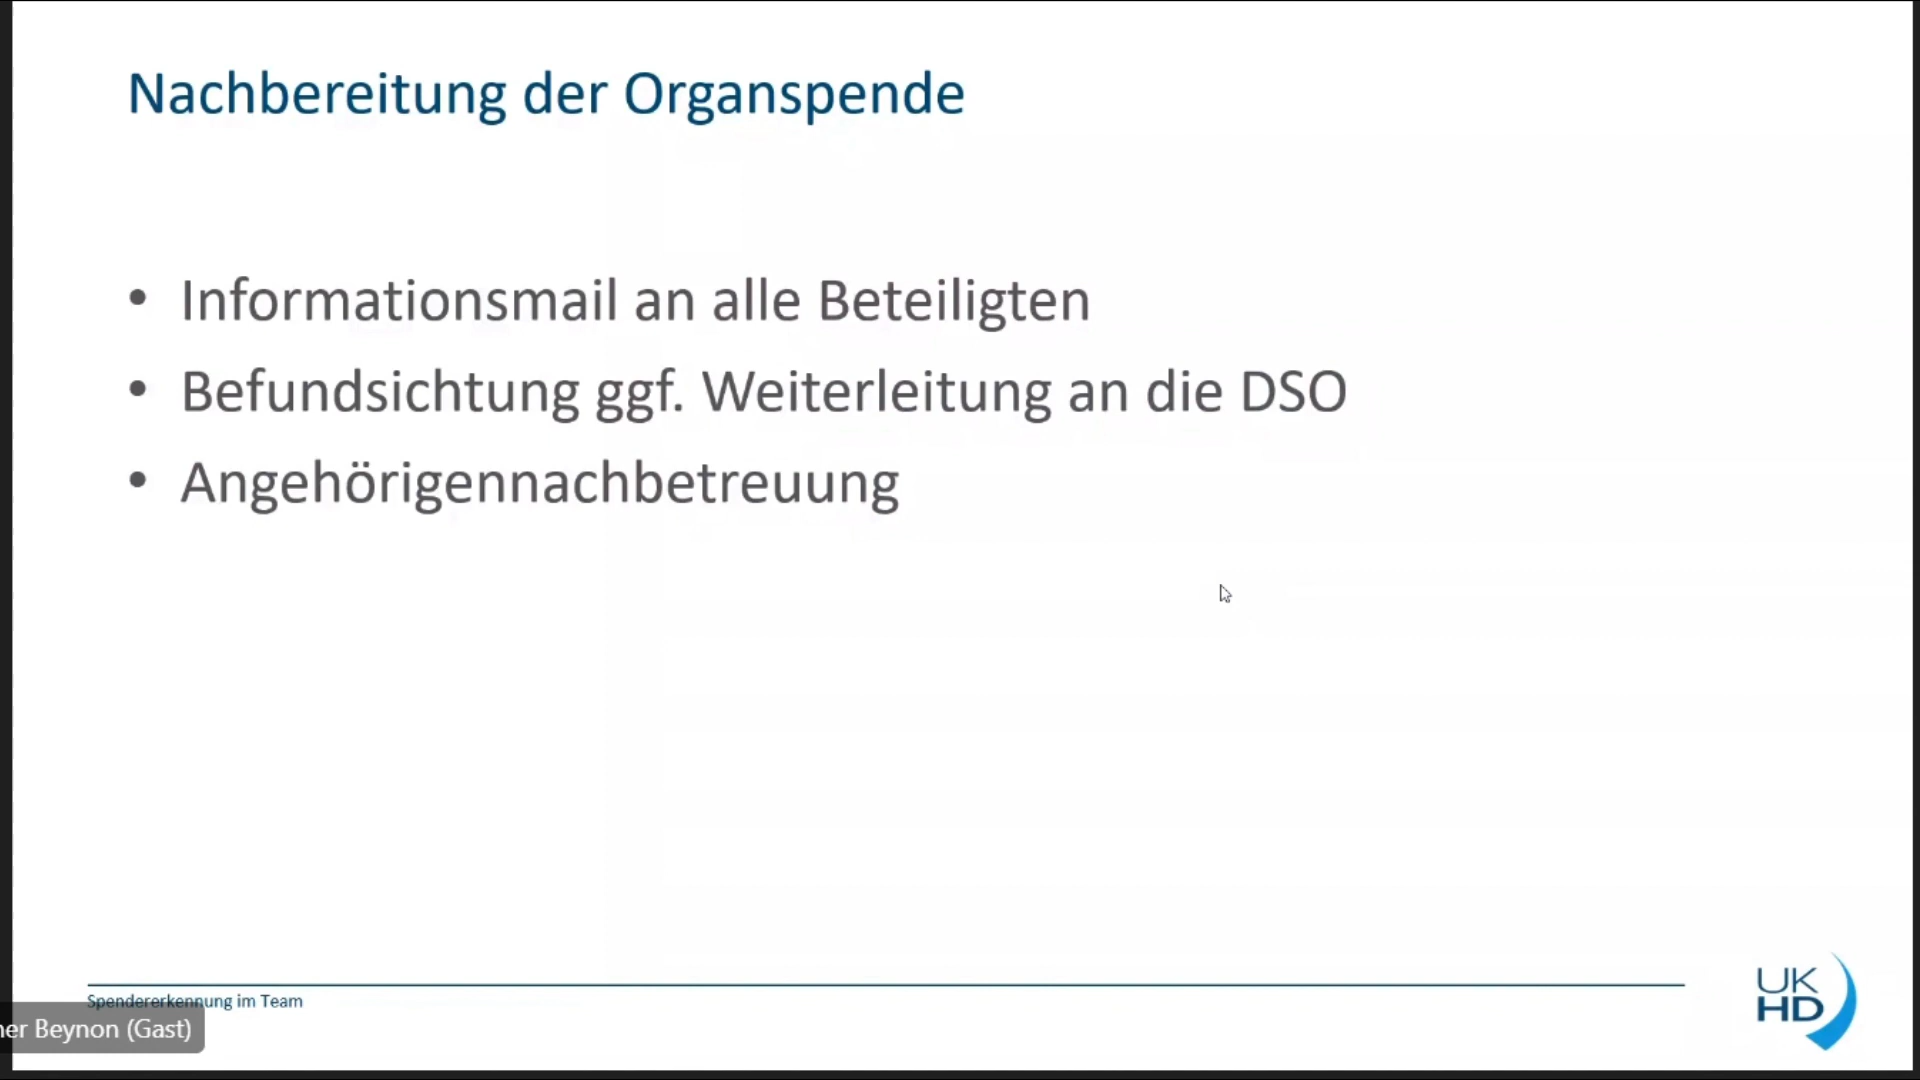 Nachbereitung der Organspende
• Informationsmail an alle Beteiligten
• Befundsichtung ggf. Weiterleitung an die DSO
• Angehörigennachbetreuung
Spendererkennung im Team
Beynon (Gast)
UK
HD